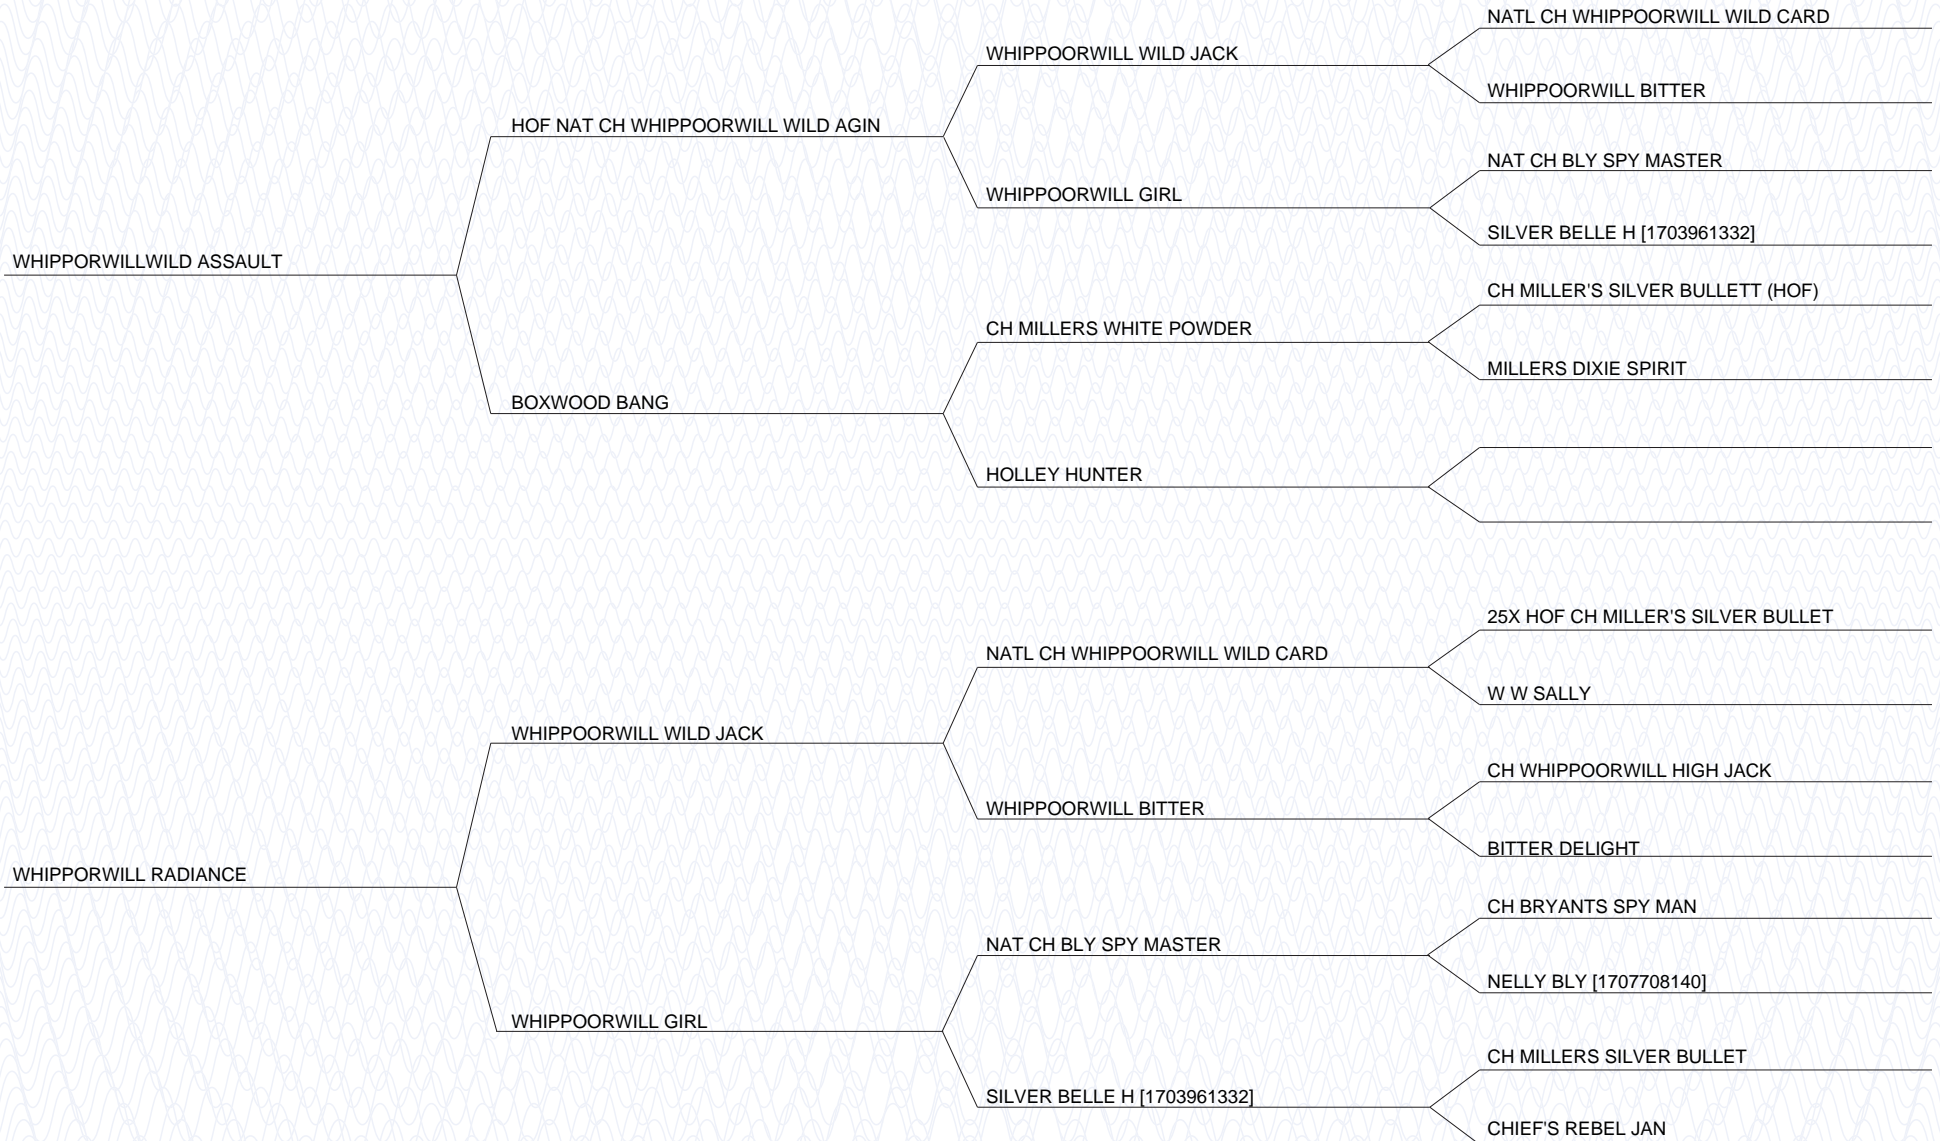 NATL CH WHIPPOORWILL WILD CARD
WHIPPOORWILL WILD JACK
WHIPPOORWILL BITTER
HOF NAT CH WHIPPOORWILL WILD AGIN
NAT CH BLY SPY MASTER
WHIPPOORWILL GIRL
SILVER BELLE H [1703961332]
WHIPPORWILLWILD ASSAULT
CH MILLER'S SILVER BULLETT (HOF)
CH MILLERS WHITE POWDER
MILLERS DIXIE SPIRIT
BOXWOOD BANG
HOLLEY HUNTER
25X HOF CH MILLER'S SILVER BULLET
NATL CH WHIPPOORWILL WILD CARD
W W SALLY
WHIPPOORWILL WILD JACK
CH WHIPPOORWILL HIGH JACK
WHIPPOORWILL BITTER
BITTER DELIGHT
WHIPPORWILL RADIANCE
CH BRYANTS SPY MAN
NAT CH BLY SPY MASTER
NELLY BLY [1707708140]
WHIPPOORWILL GIRL
CH MILLERS SILVER BULLET
SILVER BELLE H [1703961332]
CHIEF'S REBEL JAN